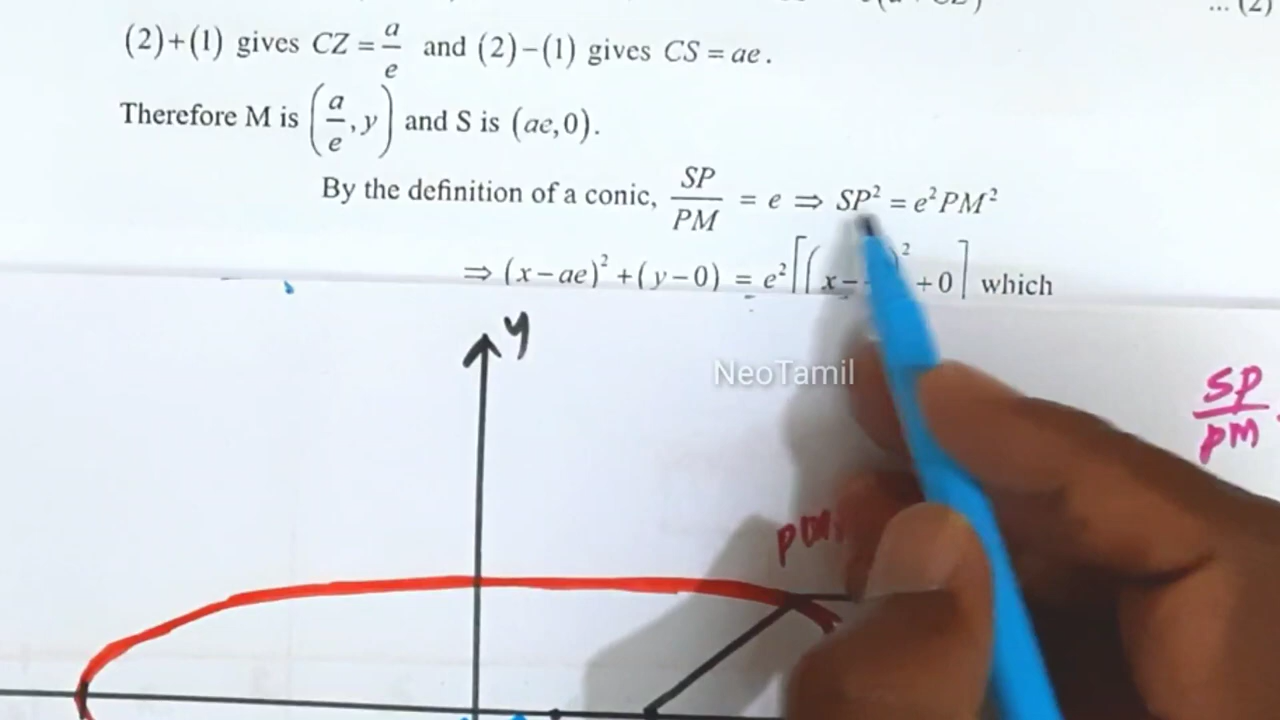 ... (2)
(2)+(1) gives CZ = a/e and (2)−(1) gives CS = ae.
Therefore M is (a/e, y) and S is (ae, 0).
By the definition of a conic, SP/PM = e ⇒ SP² = e²PM²
⇒ (x − ae)² + (y − 0) = e²[(x − )² + 0] which
y
NeoTamil
SP/PM